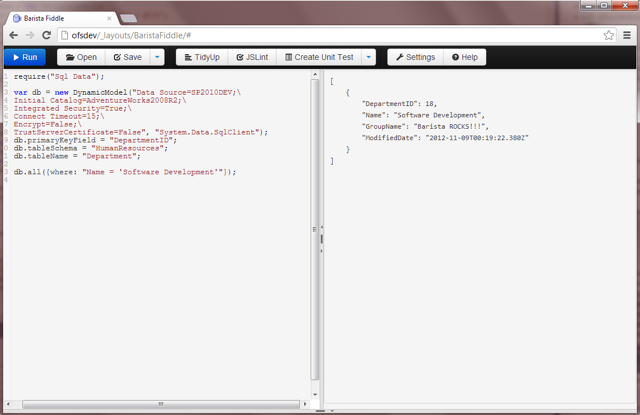 Barista Fiddle
ofsdev/_layouts/BaristaFiddle/#
Run Open Save TidyUp JSLint Create Unit Test Settings Help
1 require("Sql Data");
2
3 var db = new DynamicModel("Data Source=SP2010DEV;\
4 Initial Catalog=AdventureWorks2008R2;\
5 Integrated Security=True;\
6 Connect Timeout=15;\
7 Encrypt=False;\
8 TrustServerCertificate=False", "System.Data.SqlClient");
9 db.primaryKeyField = "DepartmentID";
0 db.tableSchema = "HumanResources";
1 db.tableName = "Department";
2
3 db.all({where: "Name = 'Software Development'"});
4
[
{
"DepartmentID": 18,
"Name": "Software Development",
"GroupName": "Barista ROCKS!!!",
"ModifiedDate": "2012-11-09T00:19:22.380Z"
}
]